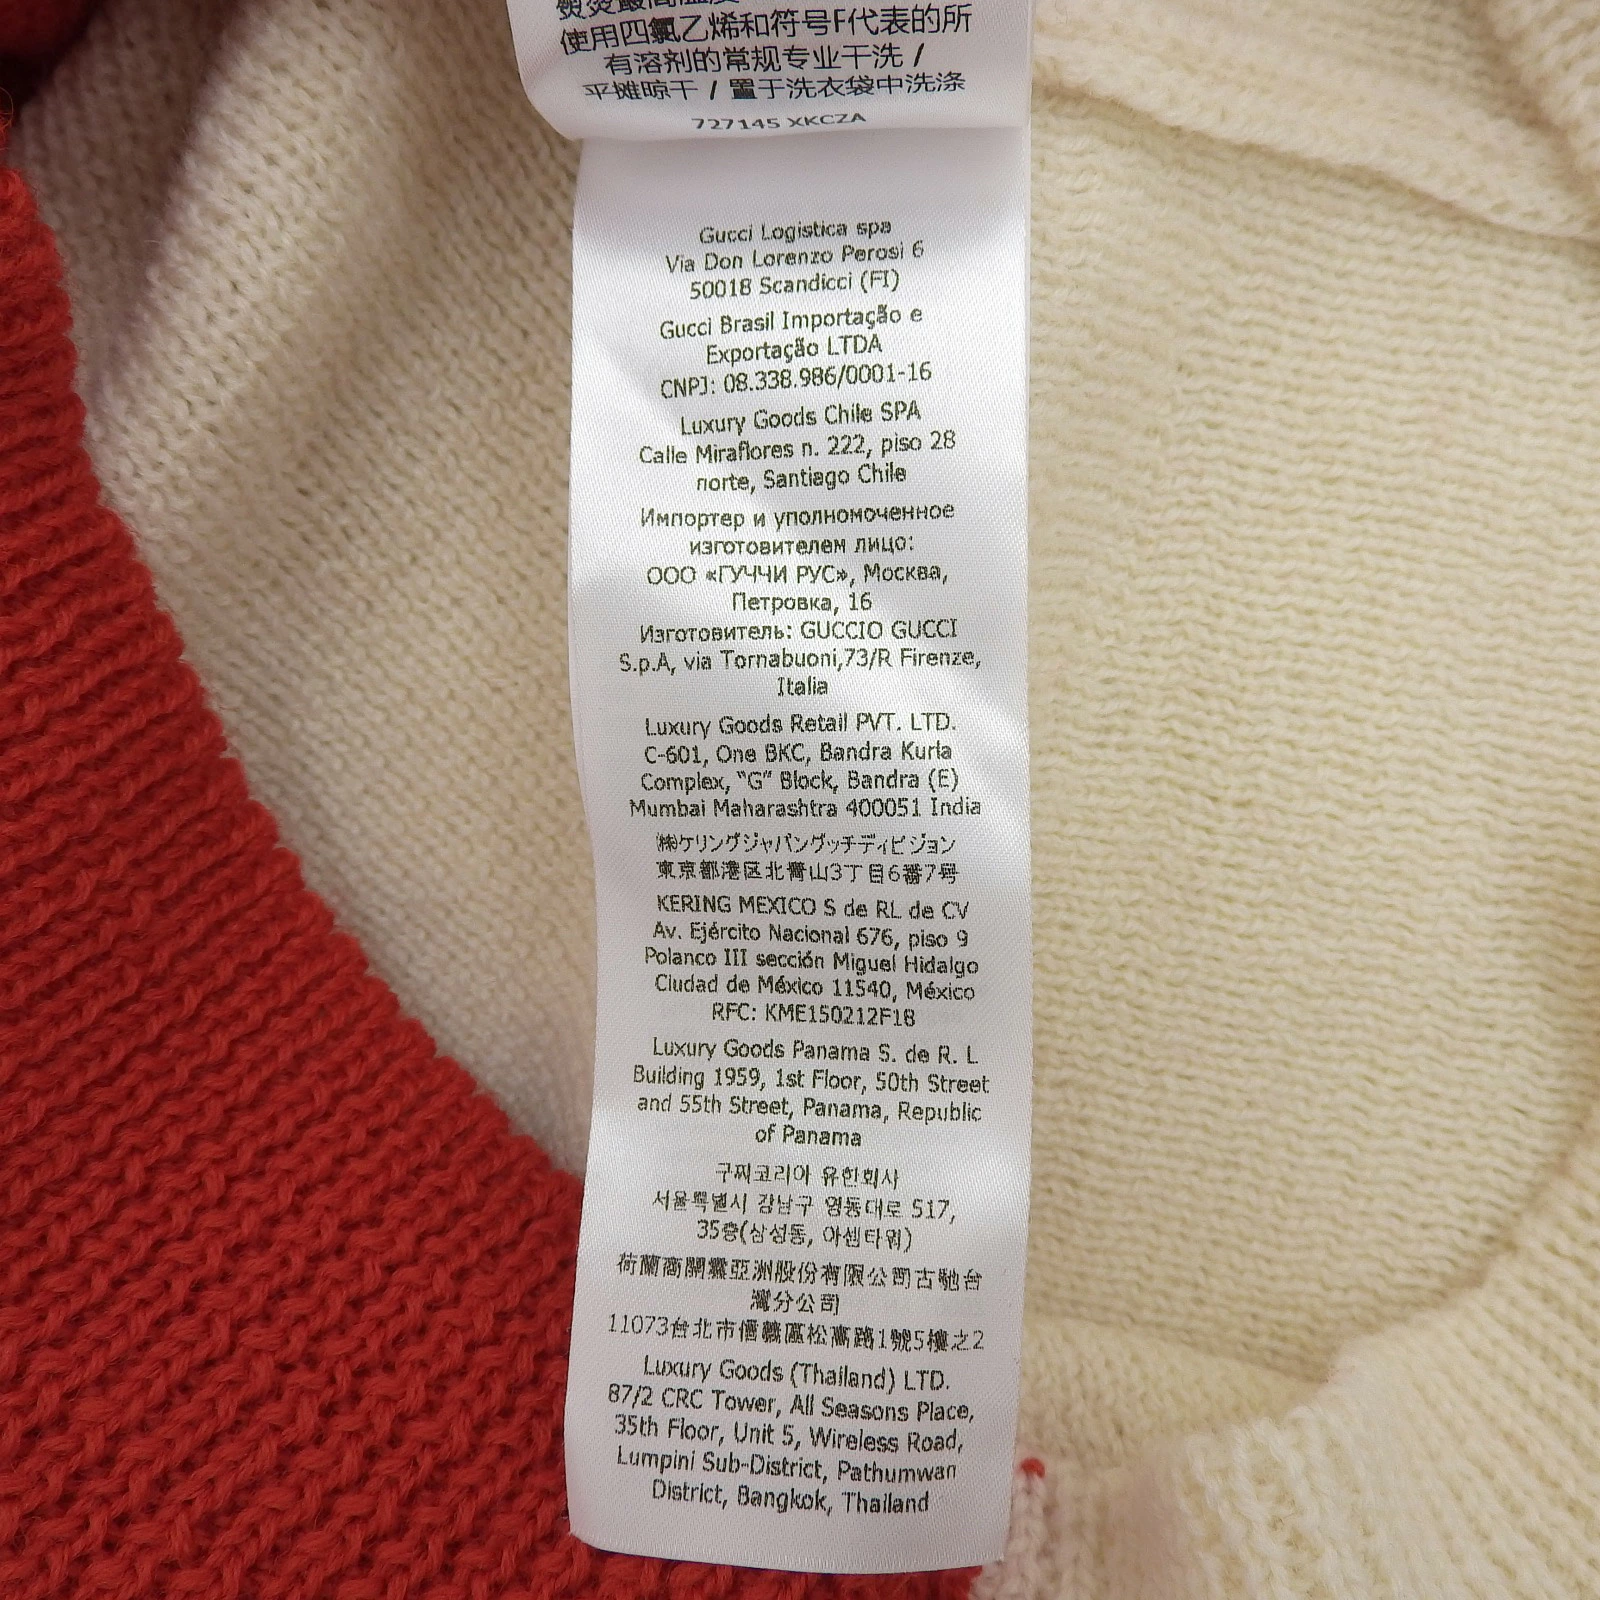 使用四氯乙烯和符号F代表的所
有溶剂的常规专业干洗 /
平摊晾干 / 置于洗衣袋中洗涤
727145 XKCZA
Gucci Logistica spa
Via Don Lorenzo Perosi 6
50018 Scandicci (FI)
Gucci Brasil Importação e
Exportação LTDA
CNPJ: 08.338.986/0001-16
Luxury Goods Chile SPA
Calle Miraflores n. 222, piso 28
norte, Santiago Chile
Импортер и уполномоченное
изготовителем лицо:
ООО «ГУЧЧИ РУС», Москва,
Петровка, 16
Изготовитель: GUCCIO GUCCI
S.p.A, via Tornabuoni,73/R Firenze,
Italia
Luxury Goods Retail PVT. LTD.
C-601, One BKC, Bandra Kurla
Complex, "G" Block, Bandra (E)
Mumbai Maharashtra 400051 India
㈱ケリングジャパングッチディビジョン
東京都港区北青山3丁目6番7号
KERING MEXICO S de RL de CV
Av. Ejército Nacional 676, piso 9
Polanco III sección Miguel Hidalgo
Ciudad de México 11540, México
RFC: KME150212F18
Luxury Goods Panama S. de R. L
Building 1959, 1st Floor, 50th Street
and 55th Street, Panama, Republic
of Panama
구찌코리아 유한회사
서울특별시 강남구 영동대로 517,
35층(삼성동, 아셈타워)
荷蘭商開雲亞洲股份有限公司古馳台
灣分公司
11073台北市信義區松高路1號5樓之2
Luxury Goods (Thailand) LTD.
87/2 CRC Tower, All Seasons Place,
35th Floor, Unit 5, Wireless Road,
Lumpini Sub-District, Pathumwan
District, Bangkok, Thailand